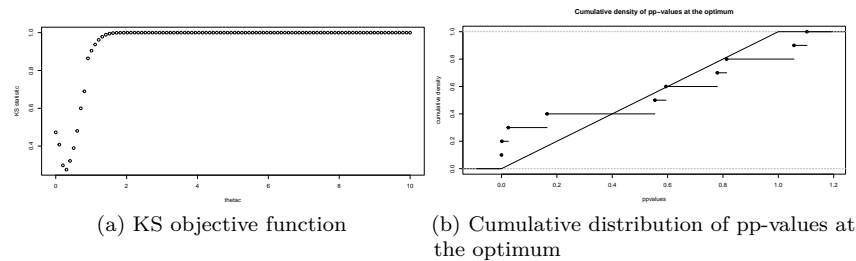 Cumulative density of pp−values at the optimum
KS statistic
0.4 0.6 0.8 1.0
0 2 4 6 8 10
thetac
cumulative density
0.0 0.2 0.4 0.6 0.8 1.0
0.0 0.2 0.4 0.6 0.8 1.0 1.2
ppvalues
(a) KS objective function
(b) Cumulative distribution of pp-values at
the optimum